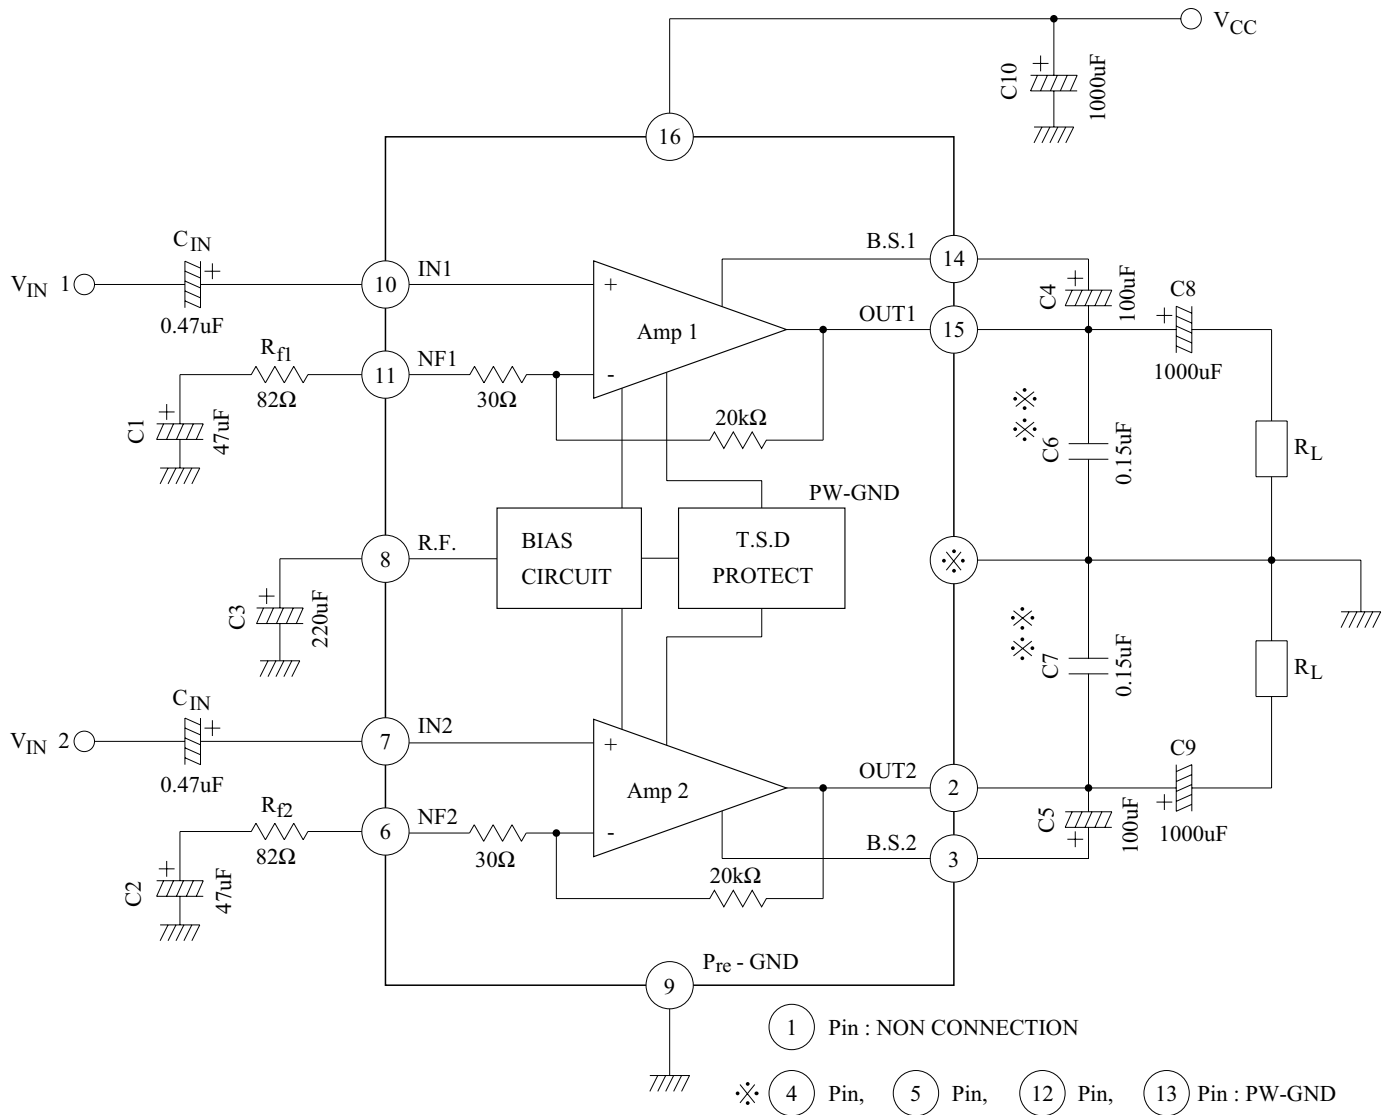 VCC
C10
+
1000uF
16
CIN
+
VIN 1
0.47uF
10
IN1
+
Amp 1
-
B.S.1
14
OUT1
15
+
C4
100uF
C8
+
1000uF
Rf1
82Ω
11
NF1
30Ω
20kΩ
+
C1
47uF
※
※
C6
0.15uF
RL
PW-GND
8
R.F.
BIAS
CIRCUIT
T.S.D
PROTECT
※
+
C3
220uF
※
※
C7
0.15uF
RL
CIN
+
VIN 2
0.47uF
7
IN2
+
Amp 2
-
OUT2
2
B.S.2
3
C5
+
100uF
C9
+
1000uF
Rf2
82Ω
6
NF2
30Ω
20kΩ
+
C2
47uF
Pre - GND
9
1 Pin : NON CONNECTION
※ 4 Pin, 5 Pin, 12 Pin, 13 Pin : PW-GND